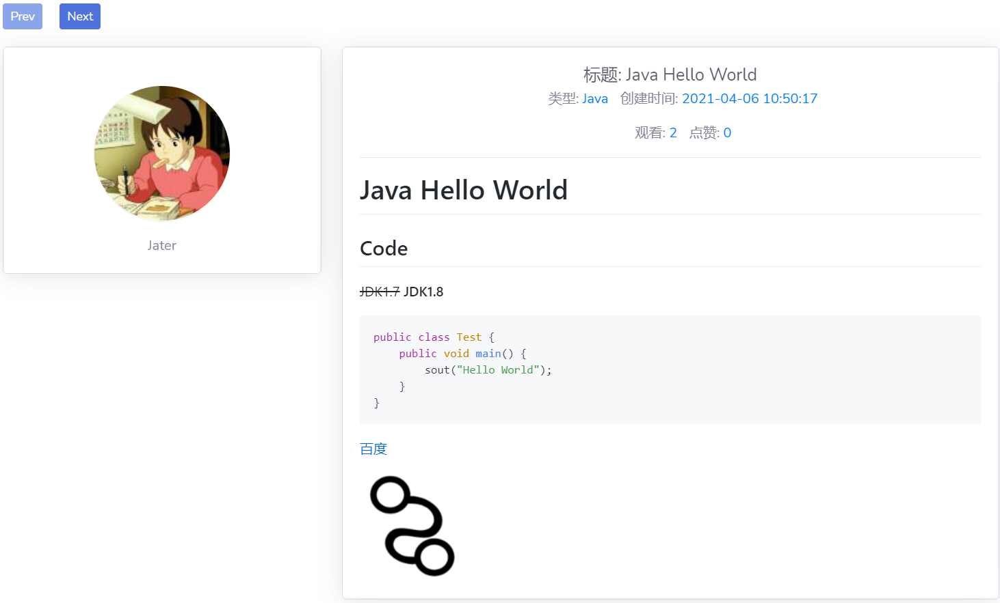 Prev Next
Jater
标题: Java Hello World
类型: Java 创建时间: 2021-04-06 10:50:17
观看: 2 点赞: 0
Java Hello World
Code
JDK1.7 JDK1.8
public class Test {
    public void main() {
        sout("Hello World");
    }
}
百度